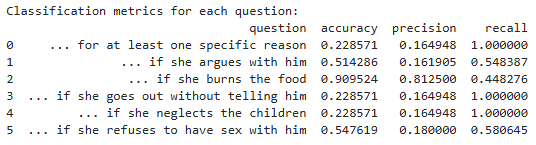 Classification metrics for each question:
question accuracy precision recall
0 ... for at least one specific reason 0.228571 0.164948 1.000000
1 ... if she argues with him 0.514286 0.161905 0.548387
2 ... if she burns the food 0.909524 0.812500 0.448276
3 ... if she goes out without telling him 0.228571 0.164948 1.000000
4 ... if she neglects the children 0.228571 0.164948 1.000000
5 ... if she refuses to have sex with him 0.547619 0.180000 0.580645